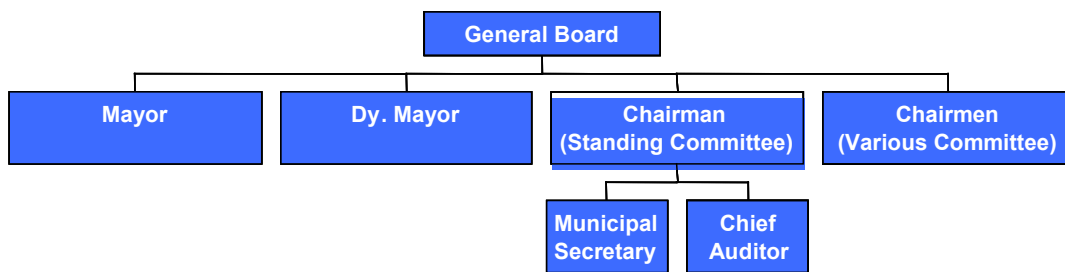 General Board
Mayor
Dy. Mayor
Chairman
(Standing Committee)
Chairmen
(Various Committee)
Municipal
Secretary
Chief
Auditor